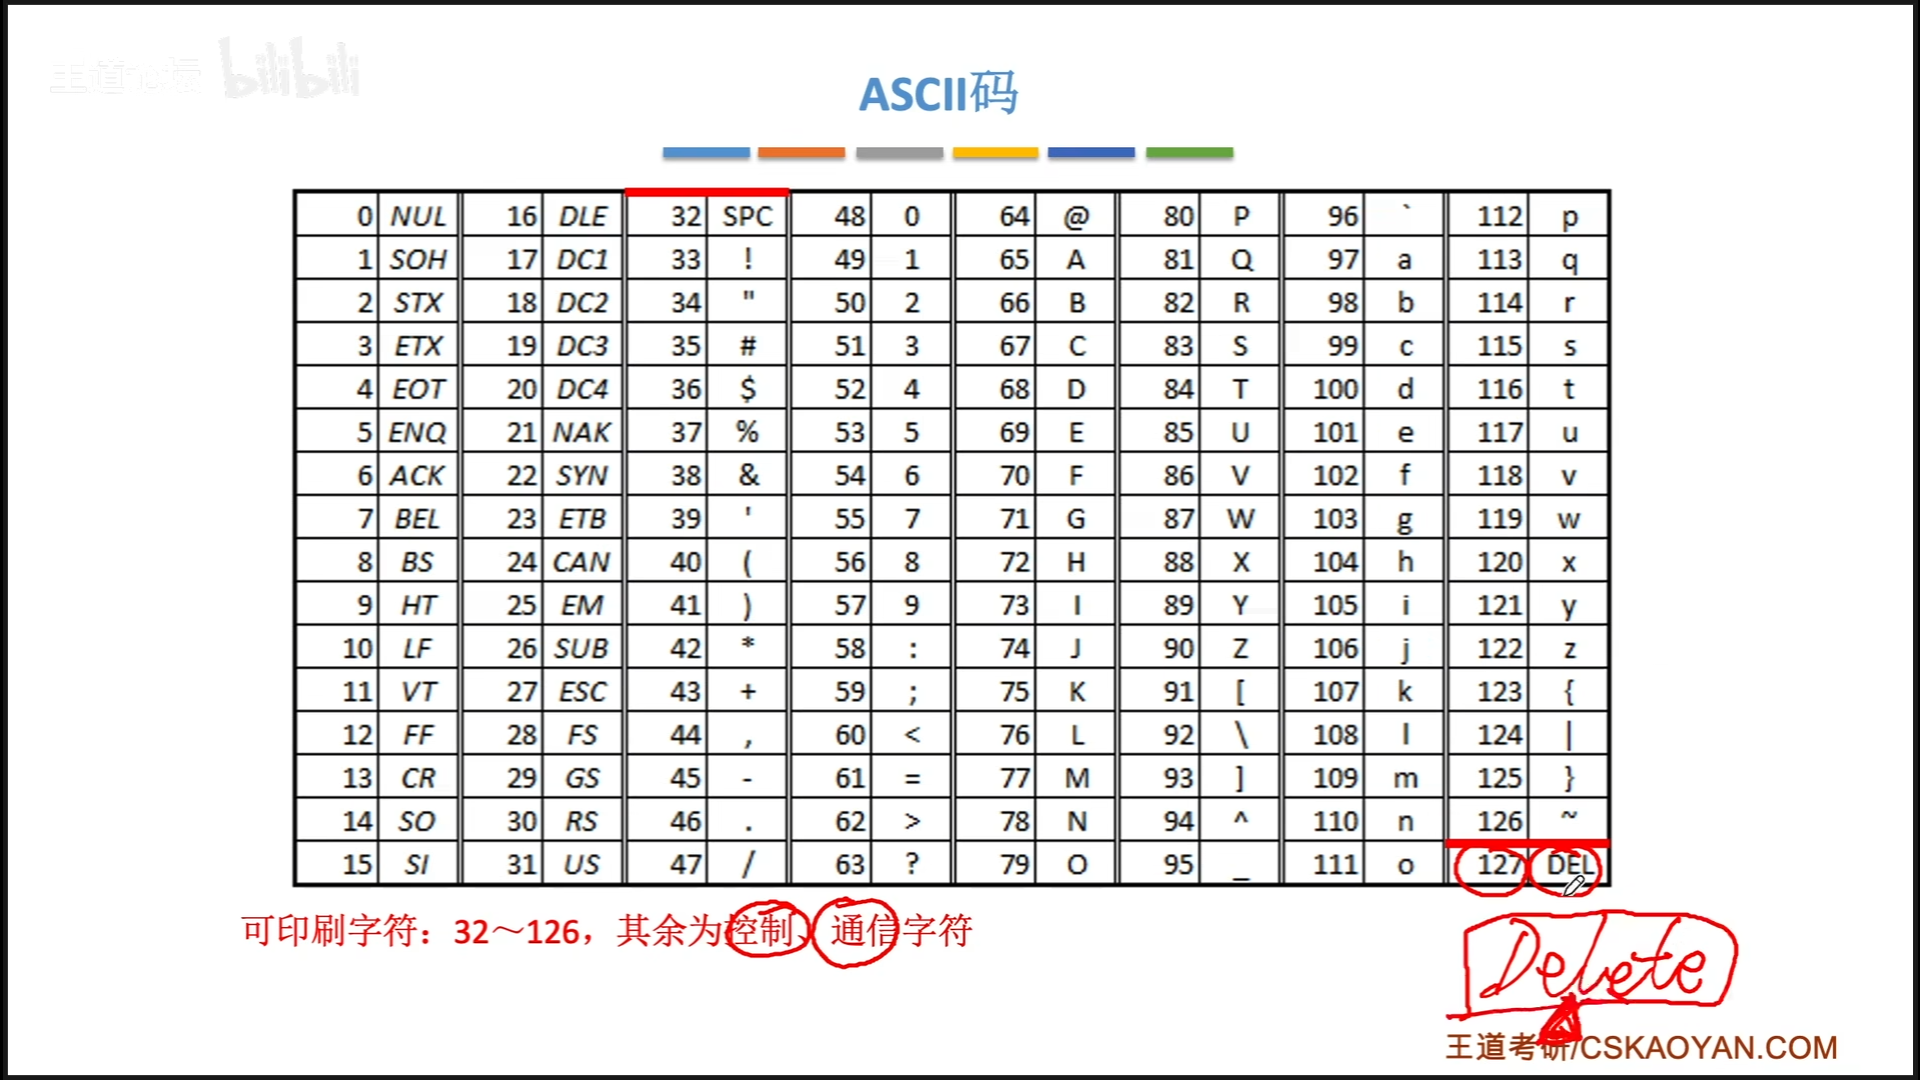 王道论坛 bilibili
ASCII码
0 NUL 16 DLE 32 SPC 48 0 64 @ 80 P 96 ` 112 p
1 SOH 17 DC1 33 ! 49 1 65 A 81 Q 97 a 113 q
2 STX 18 DC2 34 " 50 2 66 B 82 R 98 b 114 r
3 ETX 19 DC3 35 # 51 3 67 C 83 S 99 c 115 s
4 EOT 20 DC4 36 $ 52 4 68 D 84 T 100 d 116 t
5 ENQ 21 NAK 37 % 53 5 69 E 85 U 101 e 117 u
6 ACK 22 SYN 38 & 54 6 70 F 86 V 102 f 118 v
7 BEL 23 ETB 39 ' 55 7 71 G 87 W 103 g 119 w
8 BS 24 CAN 40 ( 56 8 72 H 88 X 104 h 120 x
9 HT 25 EM 41 ) 57 9 73 I 89 Y 105 i 121 y
10 LF 26 SUB 42 * 58 : 74 J 90 Z 106 j 122 z
11 VT 27 ESC 43 + 59 ; 75 K 91 [ 107 k 123 {
12 FF 28 FS 44 , 60 < 76 L 92 \ 108 l 124 |
13 CR 29 GS 45 - 61 = 77 M 93 ] 109 m 125 }
14 SO 30 RS 46 . 62 > 78 N 94 ^ 110 n 126 ~
15 SI 31 US 47 / 63 ? 79 O 95 _ 111 o 127 DEL
可印刷字符：32～126，其余为控制、通信字符
Delete
王道考研/CSKAOYAN.COM